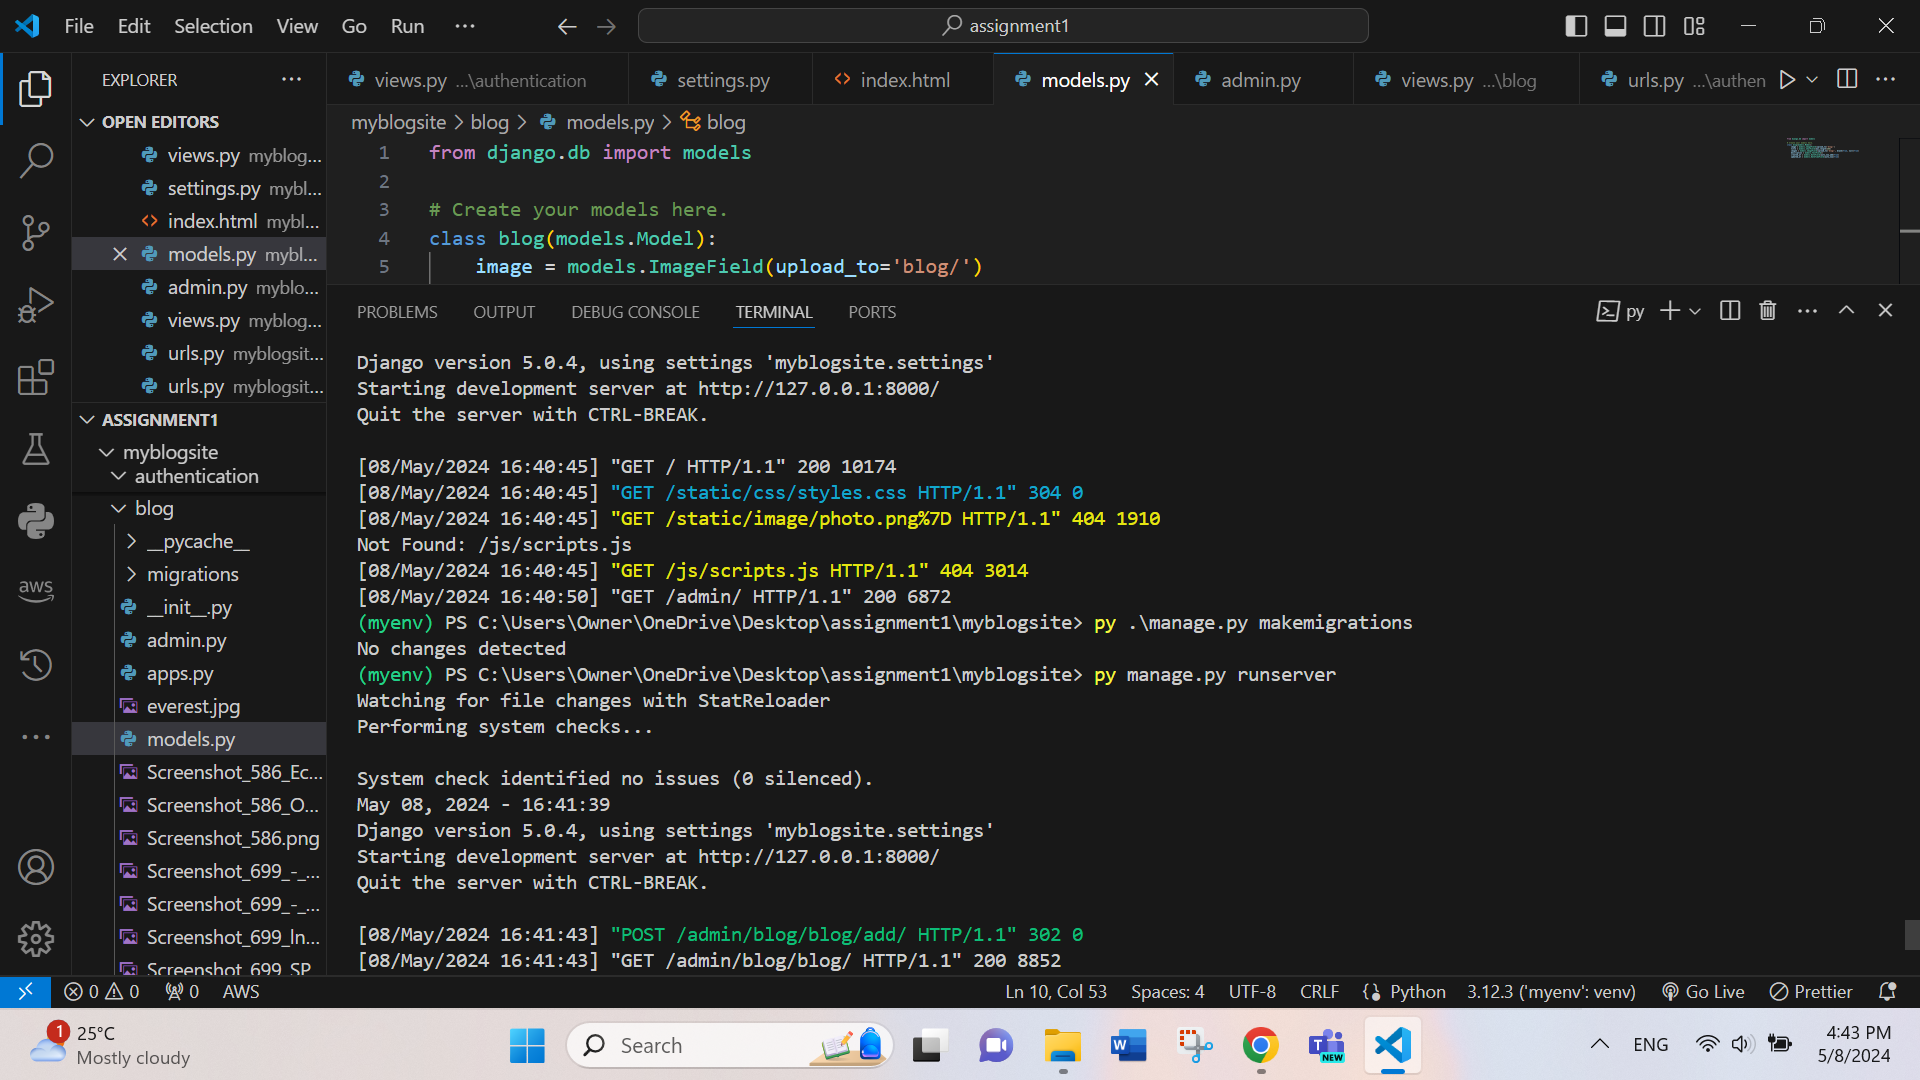 File Edit Selection View Go Run ···
assignment1
EXPLORER ···
OPEN EDITORS
views.py myblog...
settings.py mybl...
index.html mybl...
models.py mybl...
admin.py myblo...
views.py myblog...
urls.py myblogsit...
urls.py myblogsit...
ASSIGNMENT1
myblogsite
authentication
blog
__pycache__
migrations
__init__.py
admin.py
apps.py
everest.jpg
models.py
Screenshot_586_Ec...
Screenshot_586_O...
Screenshot_586.png
Screenshot_699_-_...
Screenshot_699_-_...
Screenshot_699_ln...
Screenshot_699_SP
aws
views.py ...\authentication settings.py index.html models.py admin.py views.py ...\blog urls.py ...\authen
myblogsite > blog > models.py > blog
1 from django.db import models
2
3 # Create your models here.
4 class blog(models.Model):
5 image = models.ImageField(upload_to='blog/')
PROBLEMS OUTPUT DEBUG CONSOLE TERMINAL PORTS
py
Django version 5.0.4, using settings 'myblogsite.settings'
Starting development server at http://127.0.0.1:8000/
Quit the server with CTRL-BREAK.
[08/May/2024 16:40:45] "GET / HTTP/1.1" 200 10174
[08/May/2024 16:40:45] "GET /static/css/styles.css HTTP/1.1" 304 0
[08/May/2024 16:40:45] "GET /static/image/photo.png%7D HTTP/1.1" 404 1910
Not Found: /js/scripts.js
[08/May/2024 16:40:45] "GET /js/scripts.js HTTP/1.1" 404 3014
[08/May/2024 16:40:50] "GET /admin/ HTTP/1.1" 200 6872
(myenv) PS C:\Users\Owner\OneDrive\Desktop\assignment1\myblogsite> py .\manage.py makemigrations
No changes detected
(myenv) PS C:\Users\Owner\OneDrive\Desktop\assignment1\myblogsite> py manage.py runserver
Watching for file changes with StatReloader
Performing system checks...
System check identified no issues (0 silenced).
May 08, 2024 - 16:41:39
Django version 5.0.4, using settings 'myblogsite.settings'
Starting development server at http://127.0.0.1:8000/
Quit the server with CTRL-BREAK.
[08/May/2024 16:41:43] "POST /admin/blog/blog/add/ HTTP/1.1" 302 0
[08/May/2024 16:41:43] "GET /admin/blog/blog/ HTTP/1.1" 200 8852
0 0 0 AWS Ln 10, Col 53 Spaces: 4 UTF-8 CRLF Python 3.12.3 ('myenv': venv) Go Live Prettier
1
25°C
Mostly cloudy
Search
NEW
ENG
4:43 PM
5/8/2024